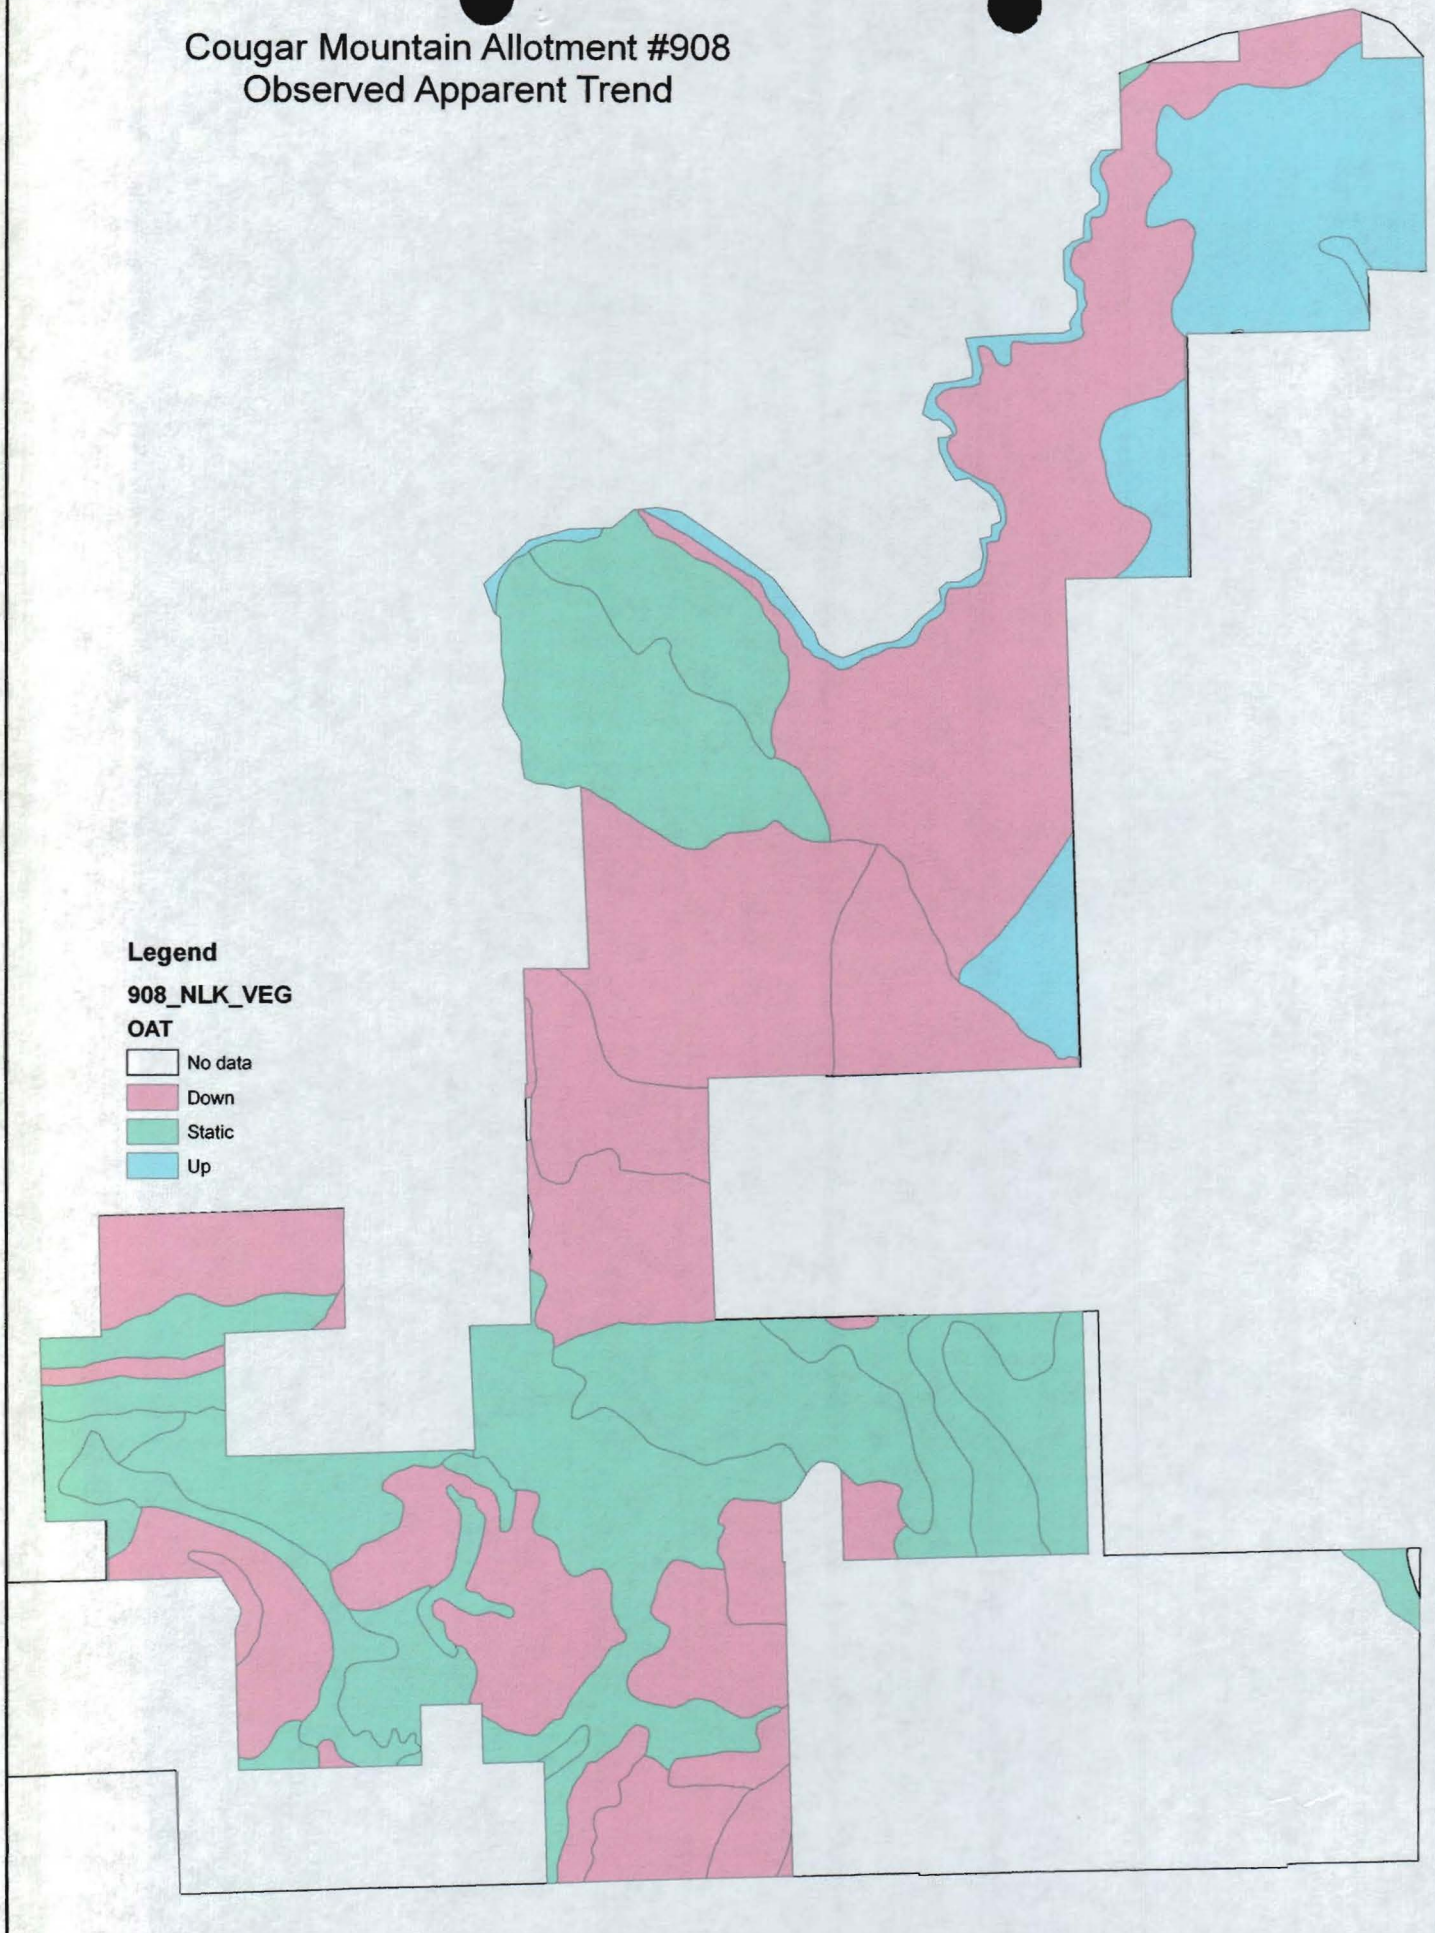 Cougar Mountain Allotment #908
Observed Apparent Trend
Legend
908_NLK_VEG
OAT
No data
Down
Static
Up